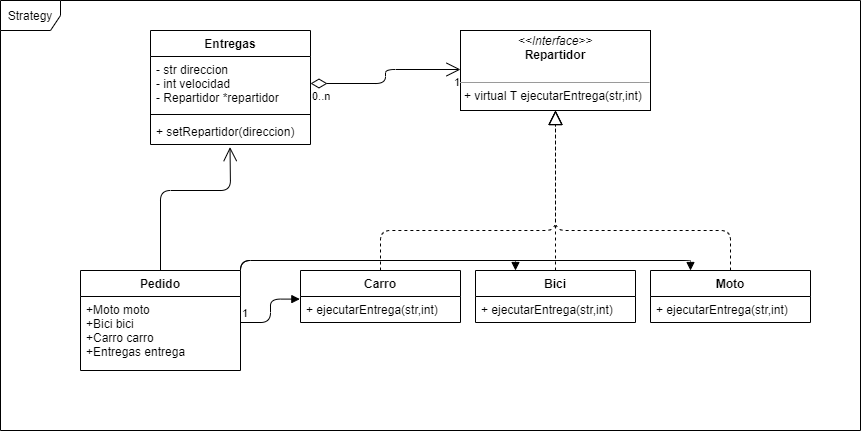 Strategy
Entregas
- str direccion
- int velocidad
- Repartidor *repartidor
+ setRepartidor(direccion)
0..n
1
<<Interface>>
Repartidor
+ virtual T ejecutarEntrega(str,int)
Pedido
+Moto moto
+Bici bici
+Carro carro
+Entregas entrega
1
Carro
+ ejecutarEntrega(str,int)
Bici
+ ejecutarEntrega(str,int)
Moto
+ ejecutarEntrega(str,int)